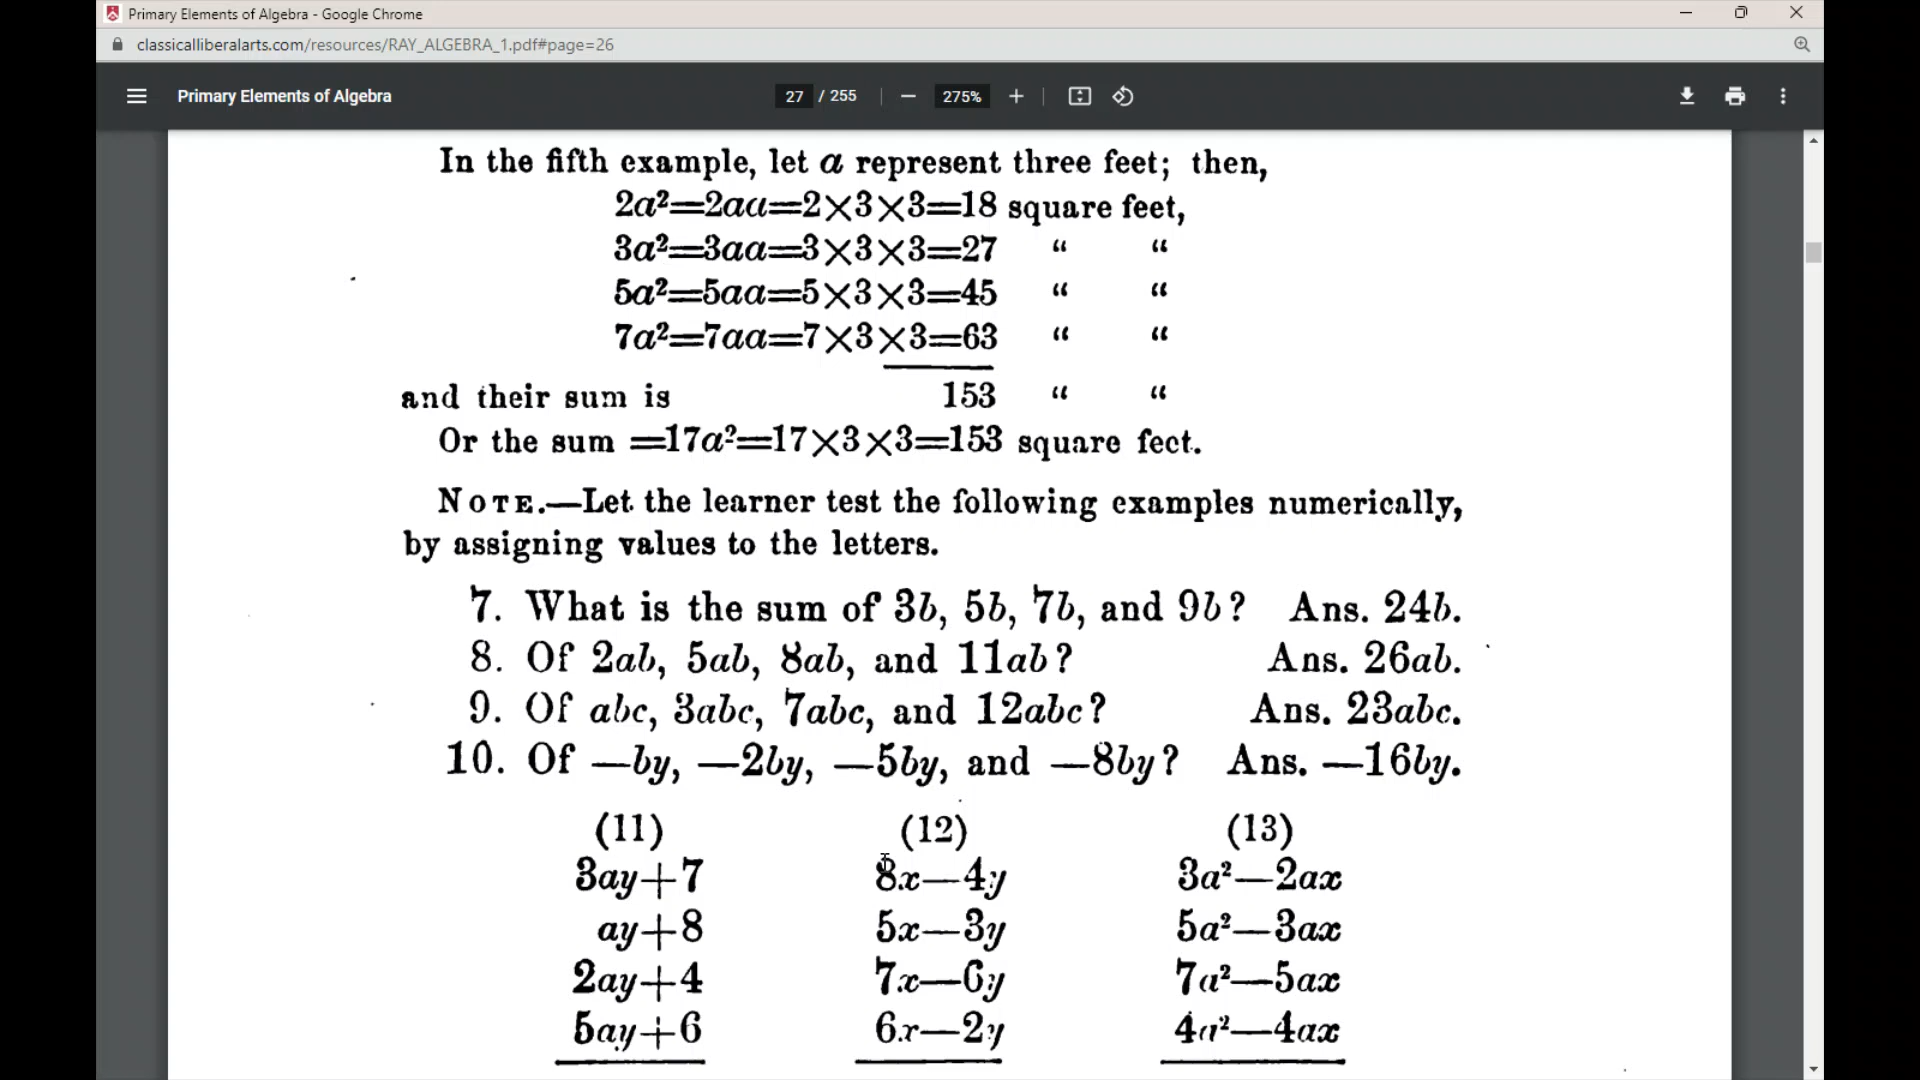 Primary Elements of Algebra - Google Chrome
classicalliberalarts.com/resources/RAY_ALGEBRA_1.pdf#page=26
Primary Elements of Algebra 27 / 255 275%
In the fifth example, let a represent three feet; then,
2a²=2aa=2×3×3=18 square feet,
3a²=3aa=3×3×3=27 “ “
5a²=5aa=5×3×3=45 “ “
7a²=7aa=7×3×3=63 “ “
and their sum is 153 “ “
Or the sum =17a²=17×3×3=153 square feet.
NOTE.—Let the learner test the following examples numerically,
by assigning values to the letters.
7. What is the sum of 3b, 5b, 7b, and 9b? Ans. 24b.
8. Of 2ab, 5ab, 8ab, and 11ab? Ans. 26ab.
9. Of abc, 3abc, 7abc, and 12abc? Ans. 23abc.
10. Of —by, —2by, —5by, and —8by? Ans. —16by.
(11) (12) (13)
3ay+7 8x—4y 3a²—2ax
ay+8 5x—3y 5a²—3ax
2ay+4 7x—6y 7a²—5ax
5ay+6 6x—2y 4a²—4ax